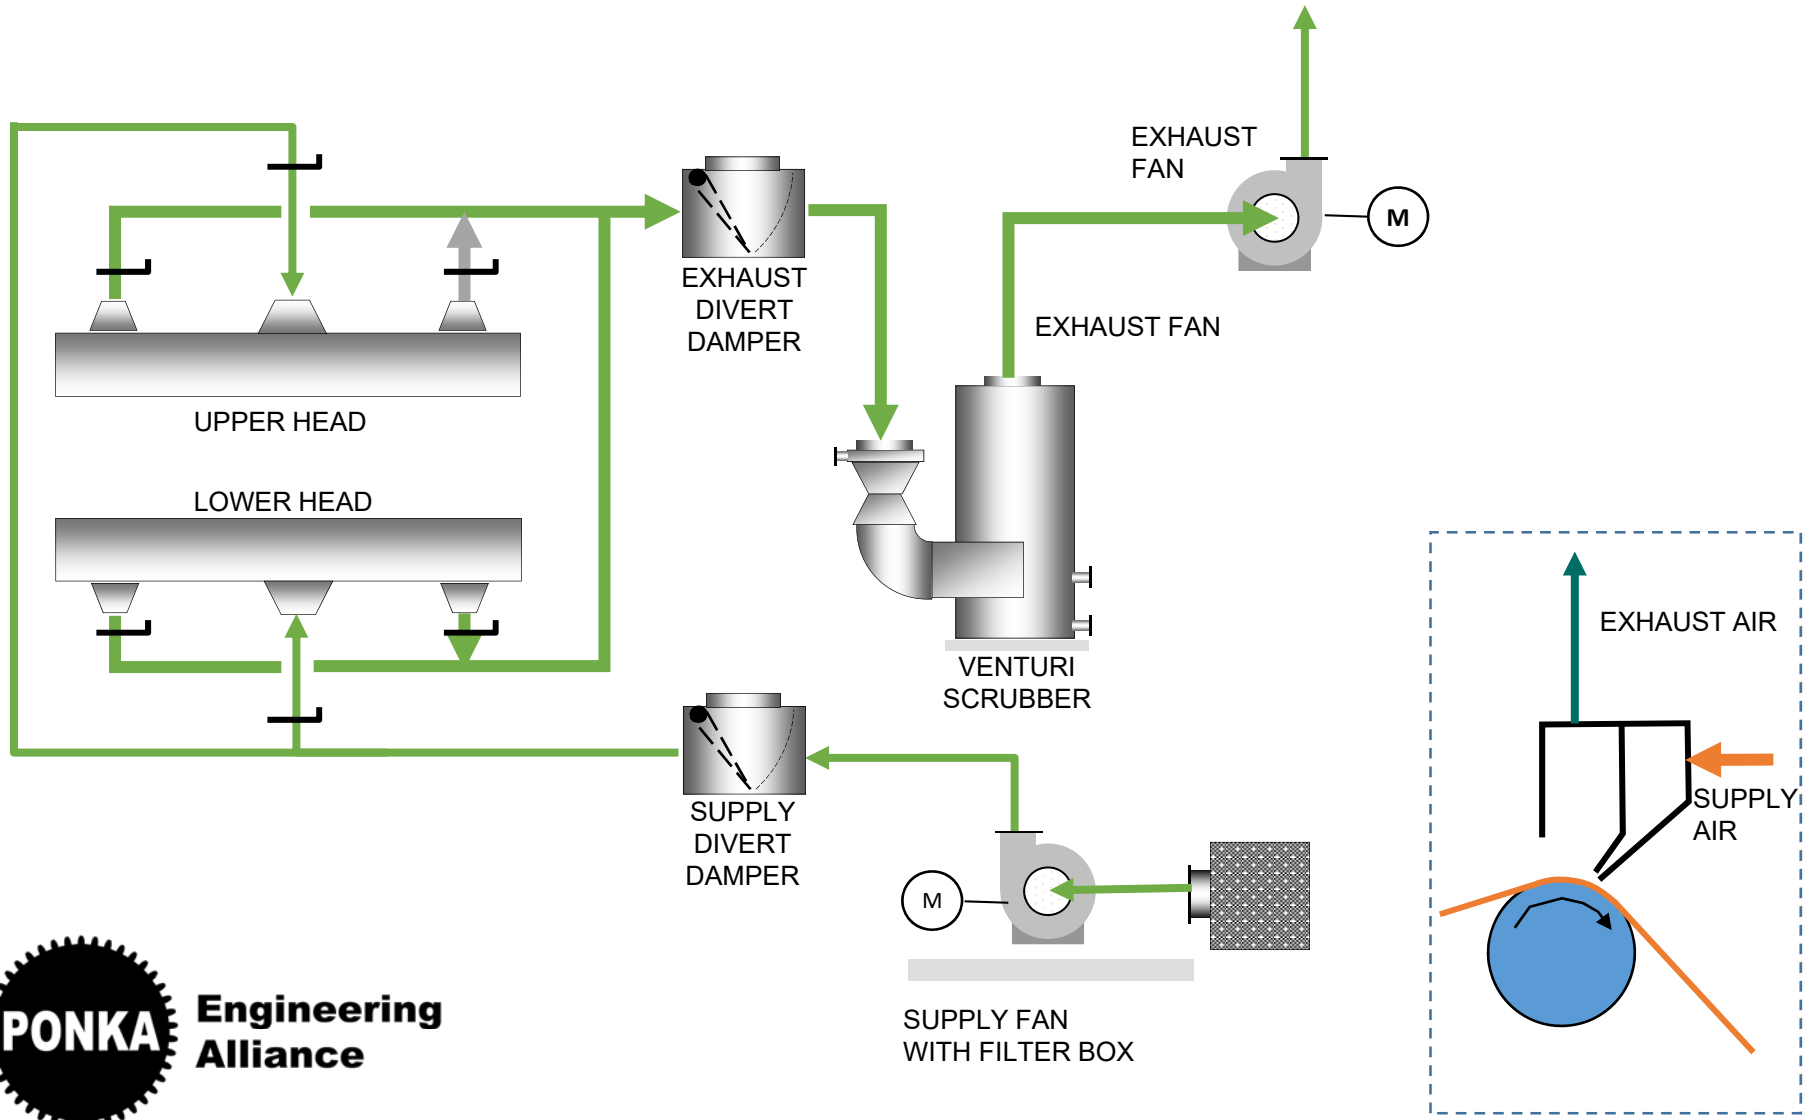 EXHAUST
FAN
M
EXHAUST
DIVERT
DAMPER
EXHAUST FAN
UPPER HEAD
LOWER HEAD
EXHAUST AIR
VENTURI
SCRUBBER
SUPPLY
AIR
SUPPLY
DIVERT
DAMPER
M
SUPPLY FAN
WITH FILTER BOX
PONKA
Engineering
Alliance